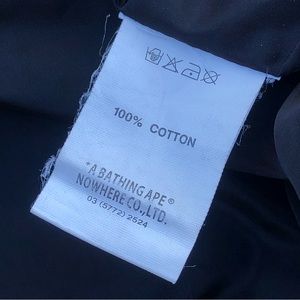 100% COTTON
"A BATHING APE®
NOWHERE CO.,LTD.
03 (5772) 2524